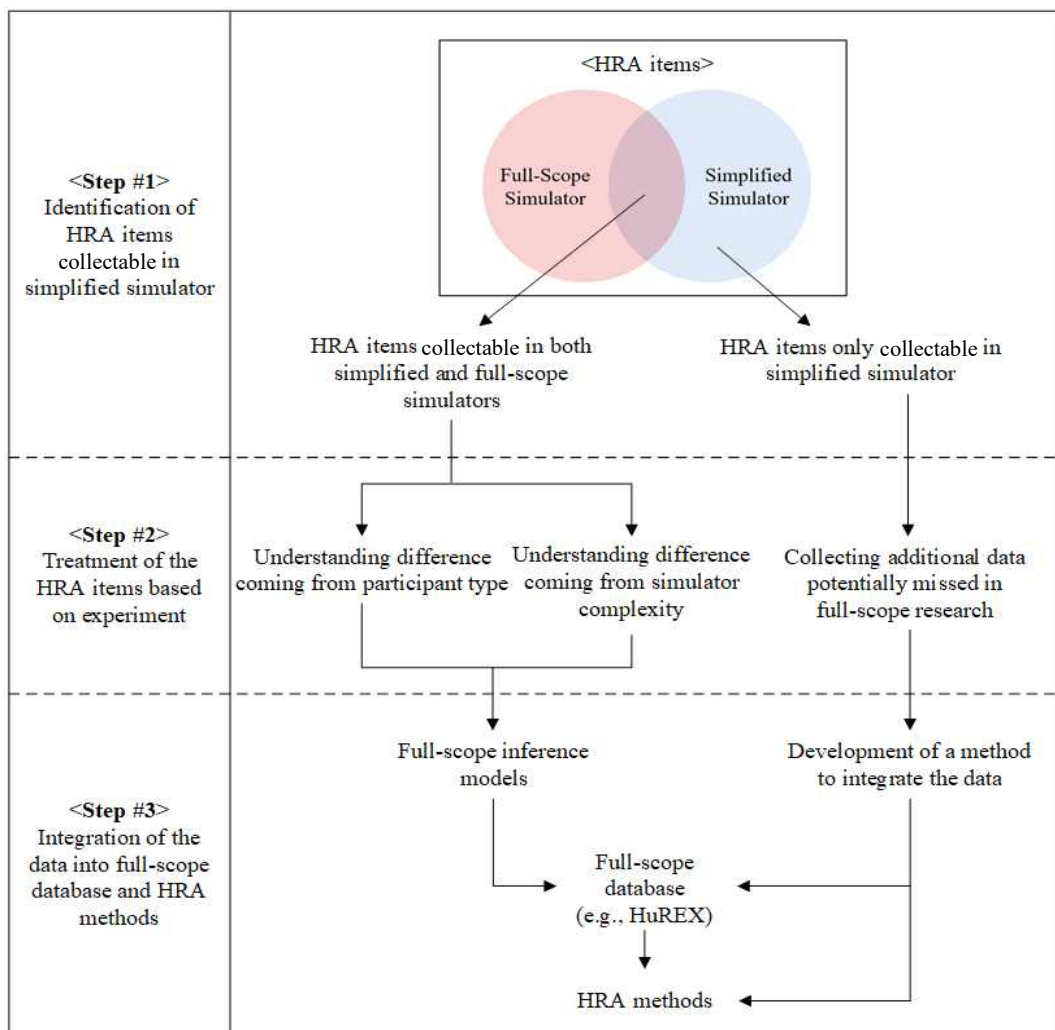 <Step #1>
Identification of
HRA items
collectable in
simplified simulator
<HRA items>
Full-Scope
Simulator
Simplified
Simulator
HRA items collectable in both
simplified and full-scope
simulators
HRA items only collectable in
simplified simulator
<Step #2>
Treatment of the
HRA items based
on experiment
Understanding difference
coming from participant type
Understanding difference
coming from simulator
complexity
Collecting additional data
potentially missed in
full-scope research
<Step #3>
Integration of the
data into full-scope
database and HRA
methods
Full-scope inference
models
Development of a method
to integrate the data
Full-scope
database
(e.g., HuREX)
HRA methods